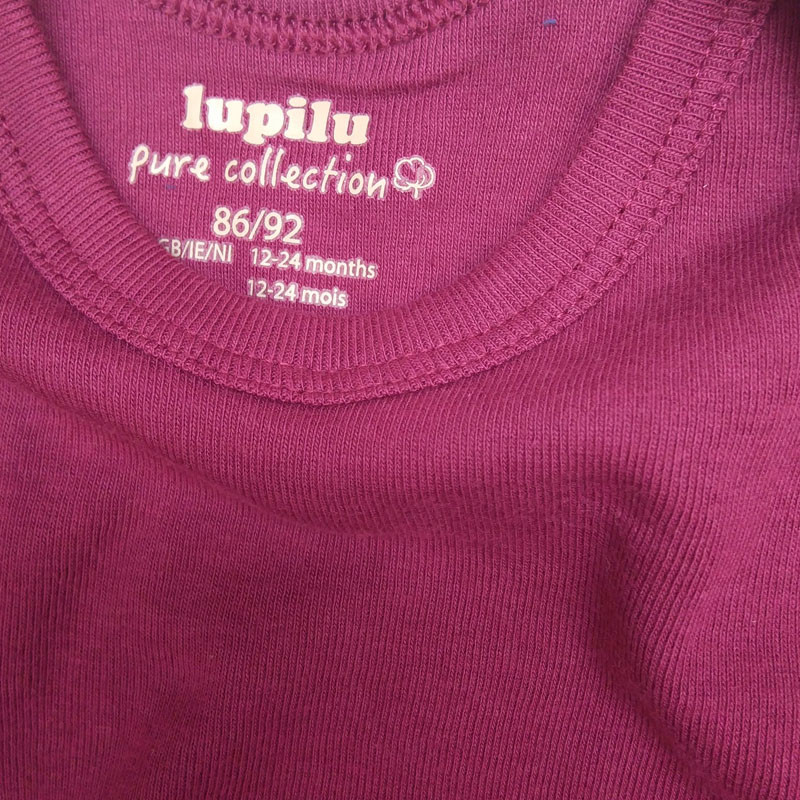 lupilu
pure collection
86/92
GB/IE/NI 12-24 months
12-24 mois